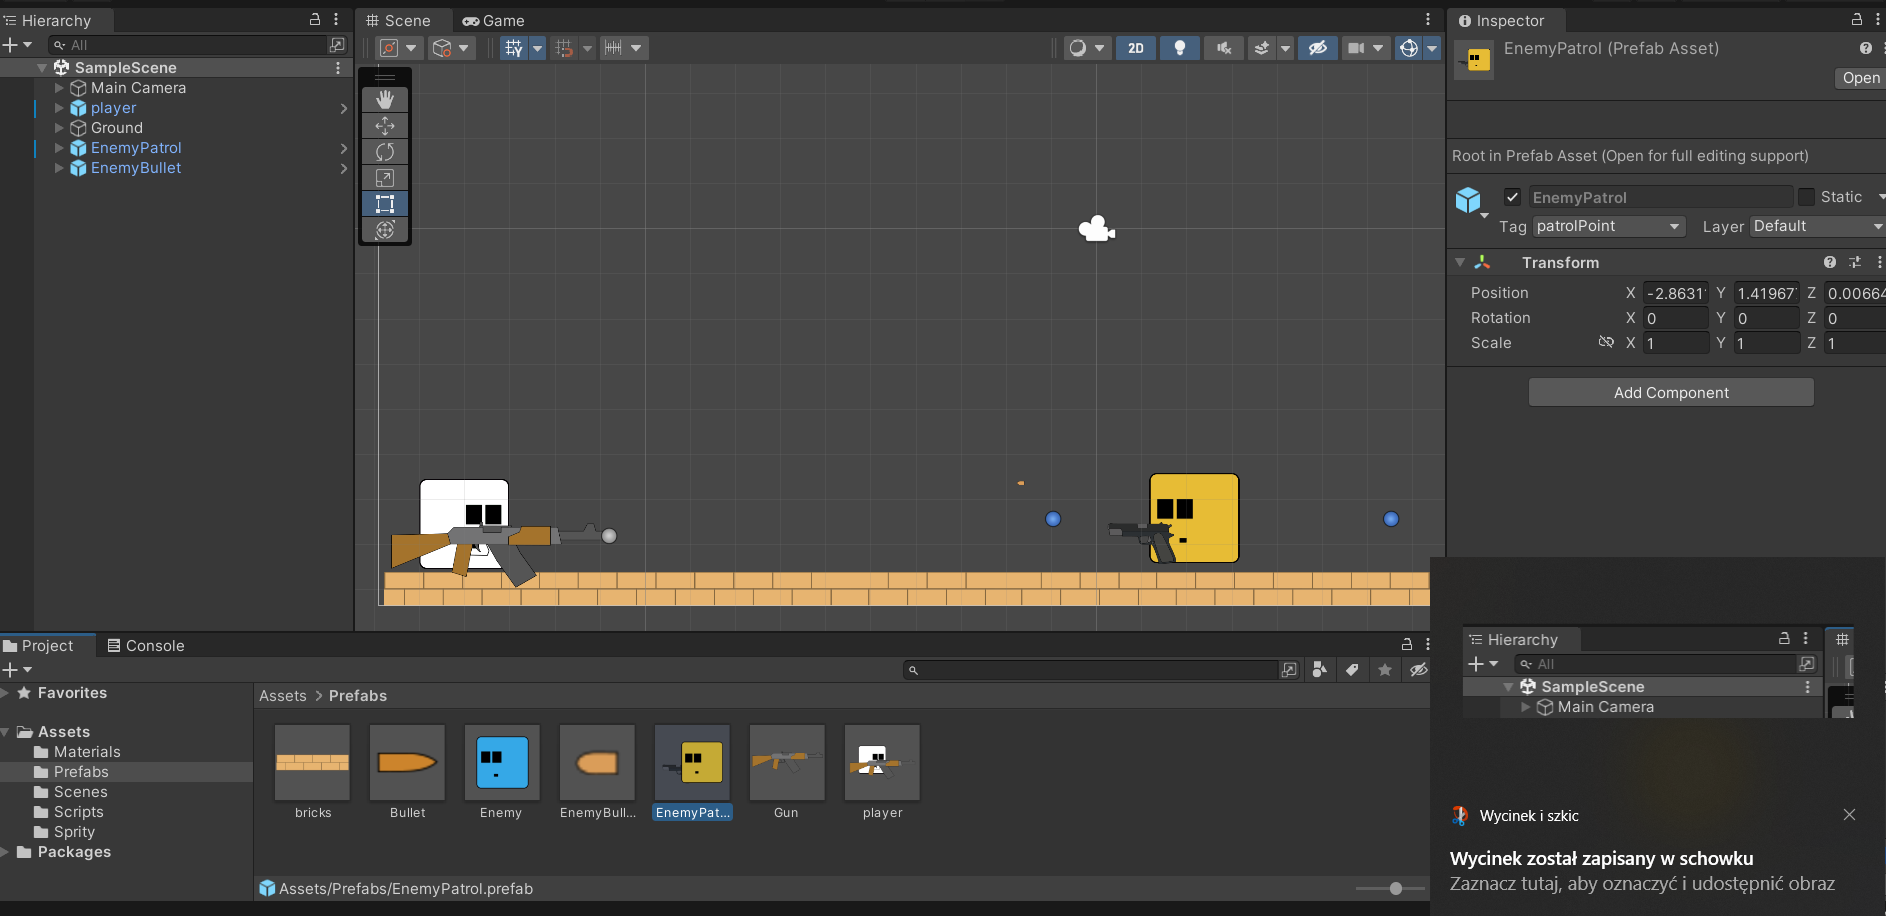 Hierarchy
All
SampleScene
Main Camera
player
Ground
EnemyPatrol
EnemyBullet
Scene
Game
2D
Inspector
EnemyPatrol (Prefab Asset)
Open
Root in Prefab Asset (Open for full editing support)
EnemyPatrol
Static
Tag patrolPoint
Layer Default
Transform
Position X -2.8631 Y 1.41967 Z 0.00664
Rotation X 0 Y 0 Z 0
Scale X 1 Y 1 Z 1
Add Component
Project
Console
Favorites
Assets
Materials
Prefabs
Scenes
Scripts
Sprity
Packages
Assets > Prefabs
bricks
Bullet
Enemy
EnemyBull...
EnemyPat...
Gun
player
Assets/Prefabs/EnemyPatrol.prefab
Hierarchy
All
SampleScene
Main Camera
Wycinek i szkic
Wycinek został zapisany w schowku
Zaznacz tutaj, aby oznaczyć i udostępnić obraz